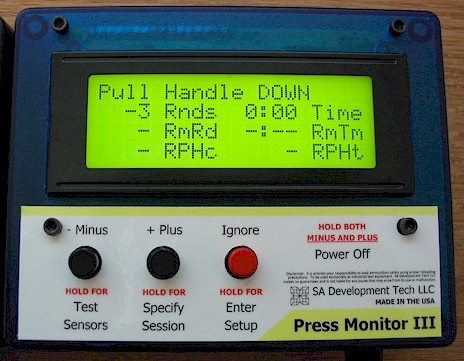 Pull Handle DOWN
-3 Rnds 0:00 Time
- RmRd -:-- RmTm
- RPHc - RPHt
- Minus + Plus Ignore
HOLD BOTH
MINUS AND PLUS
Power Off
HOLD FOR HOLD FOR HOLD FOR
Test Specify Enter
Sensors Session Setup
SA Development Tech LLC
MADE IN THE USA
Press Monitor III